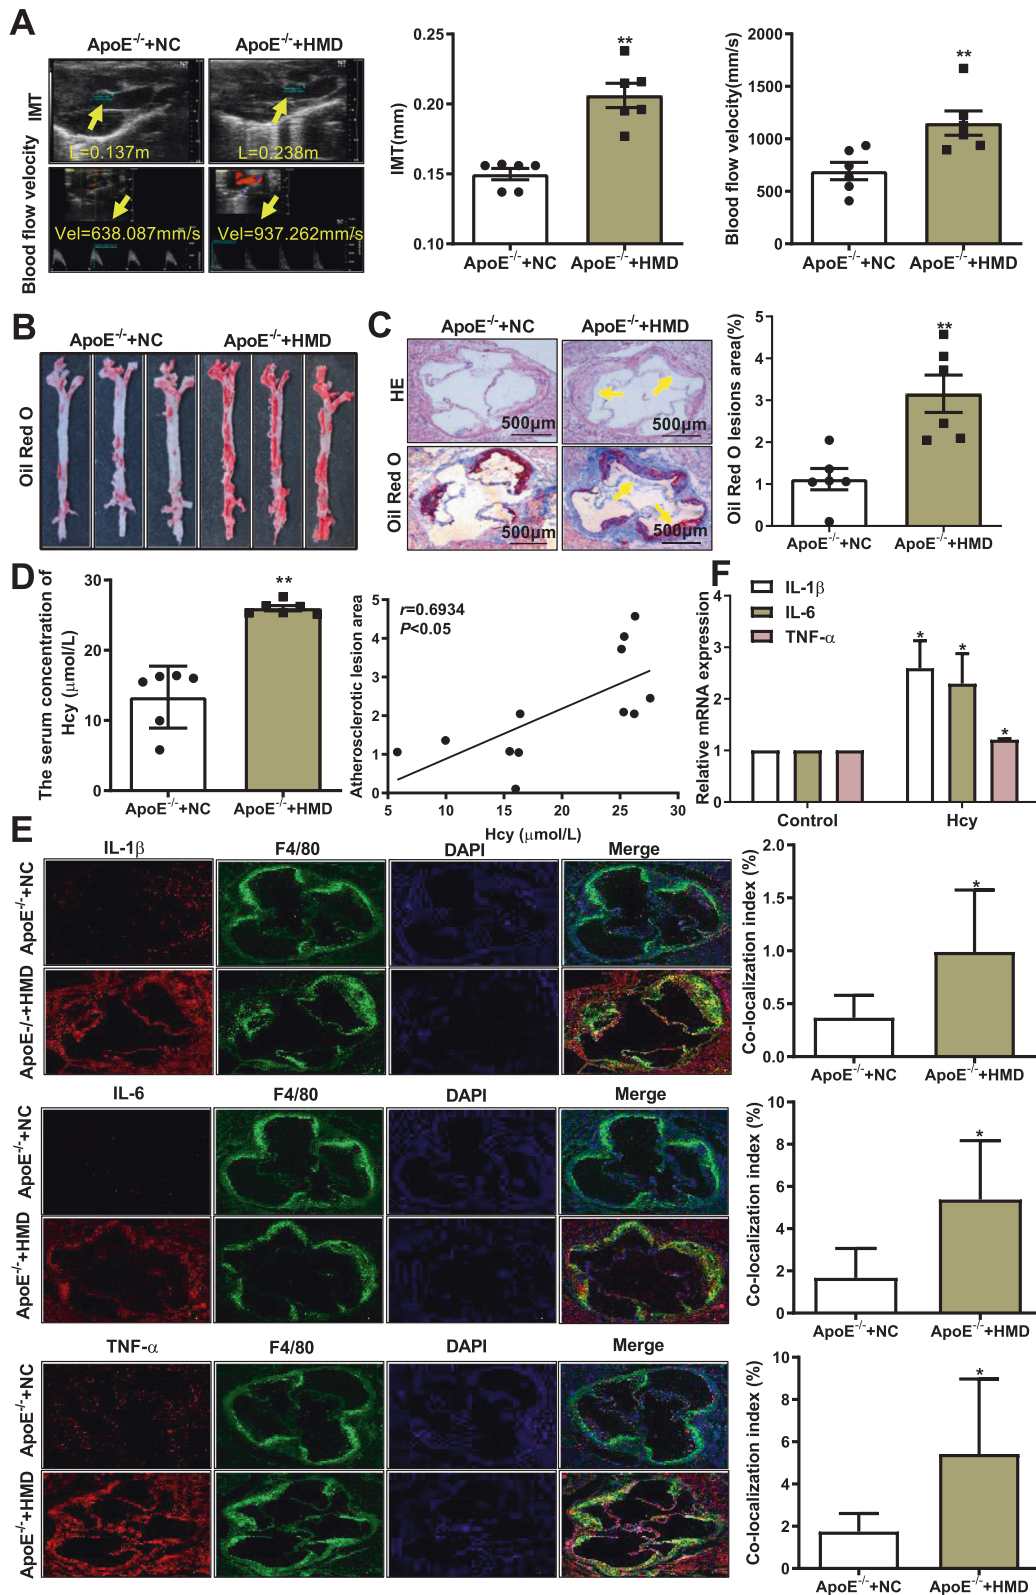 A
ApoE-/-+NC
ApoE-/-+HMD
IMT
L=0.137m
L=0.238m
Blood flow velocity
Vel=638.087mm/s
Vel=937.262mm/s
IMT(mm)
0.25
0.20
0.15
0.10
**
ApoE-/-+NC
ApoE-/-+HMD
Blood flow velocity(mm/s)
2000
1500
1000
500
0
**
ApoE-/-+NC
ApoE-/-+HMD
B
ApoE-/-+NC
ApoE-/-+HMD
Oil Red O
C
ApoE-/-+NC
ApoE-/-+HMD
HE
500μm
500μm
Oil Red O
500μm
500μm
Oil Red O lesions area(%)
5
4
3
2
1
0
**
ApoE-/-+NC
ApoE-/-+HMD
D
The serum concentration of
Hcy (μmol/L)
30
20
10
0
**
ApoE-/-+NC
ApoE-/-+HMD
Atherosclerotic lesion area
5
4
3
2
1
0
r=0.6934
P<0.05
5
10
15
20
25
30
Hcy (μmol/L)
F
IL-1β
IL-6
TNF-α
Relative mRNA expression
4
3
2
1
0
*
*
*
Control
Hcy
E
IL-1β
F4/80
DAPI
Merge
ApoE-/-+NC
ApoE-/-+HMD
Co-localization index (%)
2.0
1.5
1.0
0.5
0.0
*
ApoE-/-+NC
ApoE-/-+HMD
IL-6
F4/80
DAPI
Merge
ApoE-/-+NC
ApoE-/-+HMD
Co-localization index (%)
10
8
6
4
2
0
*
ApoE-/-+NC
ApoE-/-+HMD
TNF-α
F4/80
DAPI
Merge
ApoE-/-+NC
ApoE-/-+HMD
Co-localization index (%)
10
8
6
4
2
0
*
ApoE-/-+NC
ApoE-/-+HMD